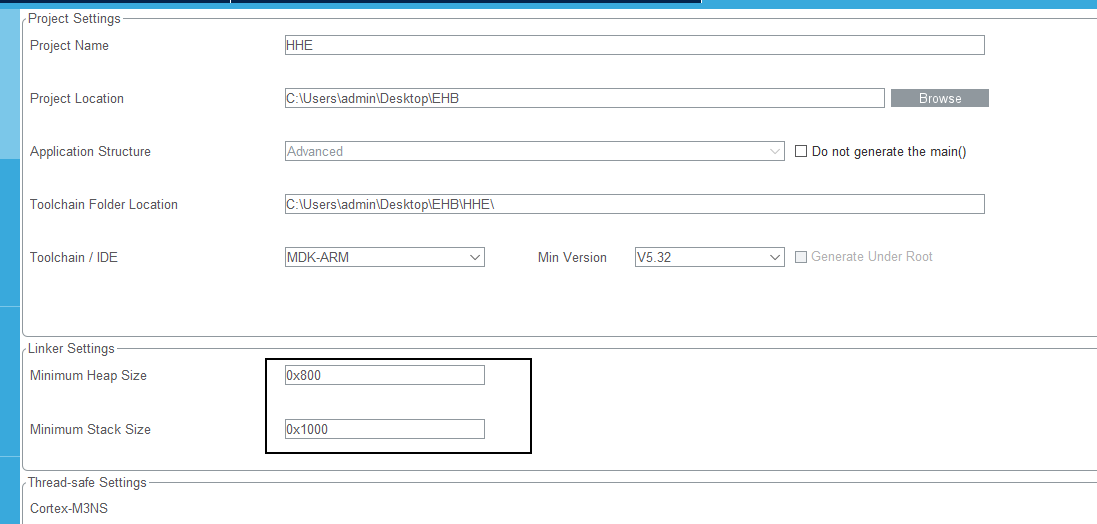 Project Settings
Project Name HHE
Project Location C:\Users\admin\Desktop\EHB Browse
Application Structure Advanced Do not generate the main()
Toolchain Folder Location C:\Users\admin\Desktop\EHB\HHE\
Toolchain / IDE MDK-ARM Min Version V5.32 Generate Under Root
Linker Settings
Minimum Heap Size 0x800
Minimum Stack Size 0x1000
Thread-safe Settings
Cortex-M3NS